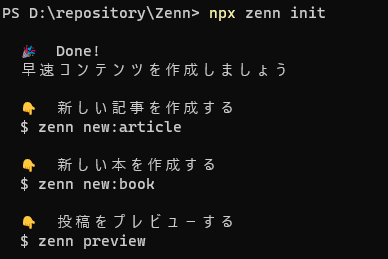 PS D:\repository\Zenn> npx zenn init
🎉 Done!
早速コンテンツを作成しましょう
👇 新しい記事を作成する
$ zenn new:article
👇 新しい本を作成する
$ zenn new:book
👇 投稿をプレビューする
$ zenn preview